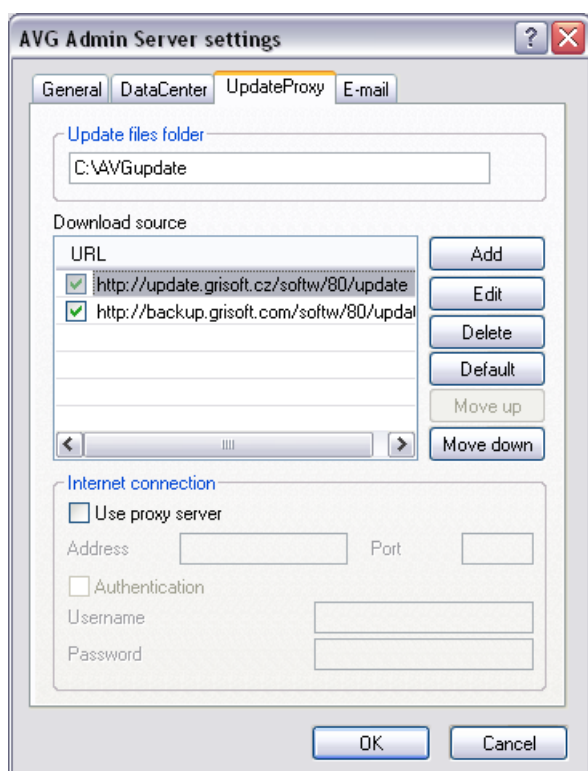 AVG Admin Server settings
General DataCenter UpdateProxy E-mail
Update files folder
C:\AVGupdate
Download source
URL
http://update.grisoft.cz/softw/80/update
http://backup.grisoft.com/softw/80/updat
Add
Edit
Delete
Default
Move up
Move down
Internet connection
Use proxy server
Address Port
Authentication
Username
Password
OK Cancel